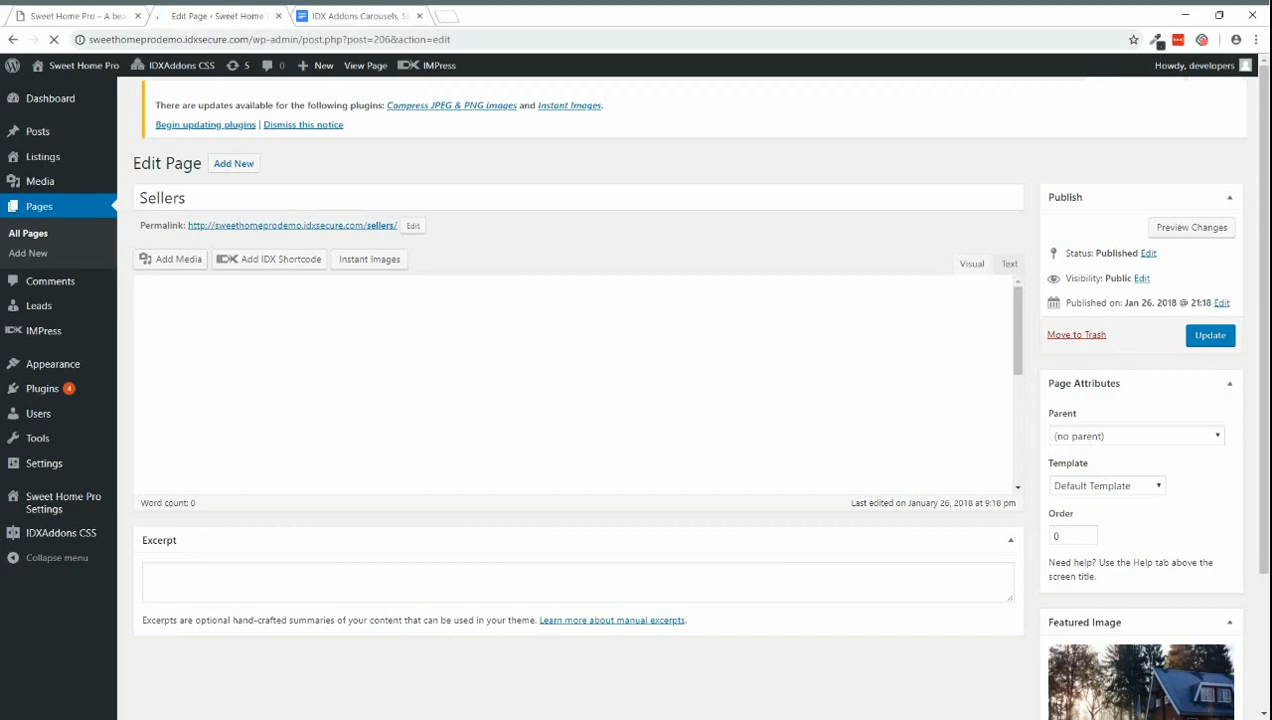 Sweet Home Pro – A bea
Edit Page ‹ Sweet Home
IDX Addons Carousels, S
sweethomeprodemo.idxsecure.com/wp-admin/post.php?post=206&action=edit
Sweet Home Pro
IDXAddons CSS
5
0
New
View Page
IMPress
Howdy, developers
Dashboard
Posts
Listings
Media
Pages
All Pages
Add New
Comments
Leads
IMPress
Appearance
Plugins 4
Users
Tools
Settings
Sweet Home Pro
Settings
IDXAddons CSS
Collapse menu
There are updates available for the following plugins: Compress JPEG & PNG images and Instant Images.
Begin updating plugins | Dismiss this notice
Edit Page Add New
Sellers
Permalink: http://sweethomeprodemo.idxsecure.com/sellers/ Edit
Add Media
IDX Add IDX Shortcode
Instant Images
Visual
Text
Word count: 0
Last edited on January 26, 2018 at 9:18 pm
Excerpt
Excerpts are optional hand-crafted summaries of your content that can be used in your theme. Learn more about manual excerpts.
Publish
Preview Changes
Status: Published Edit
Visibility: Public Edit
Published on: Jan 26, 2018 @ 21:18 Edit
Move to Trash
Update
Page Attributes
Parent
(no parent)
Template
Default Template
Order
0
Need help? Use the Help tab above the
screen title.
Featured Image